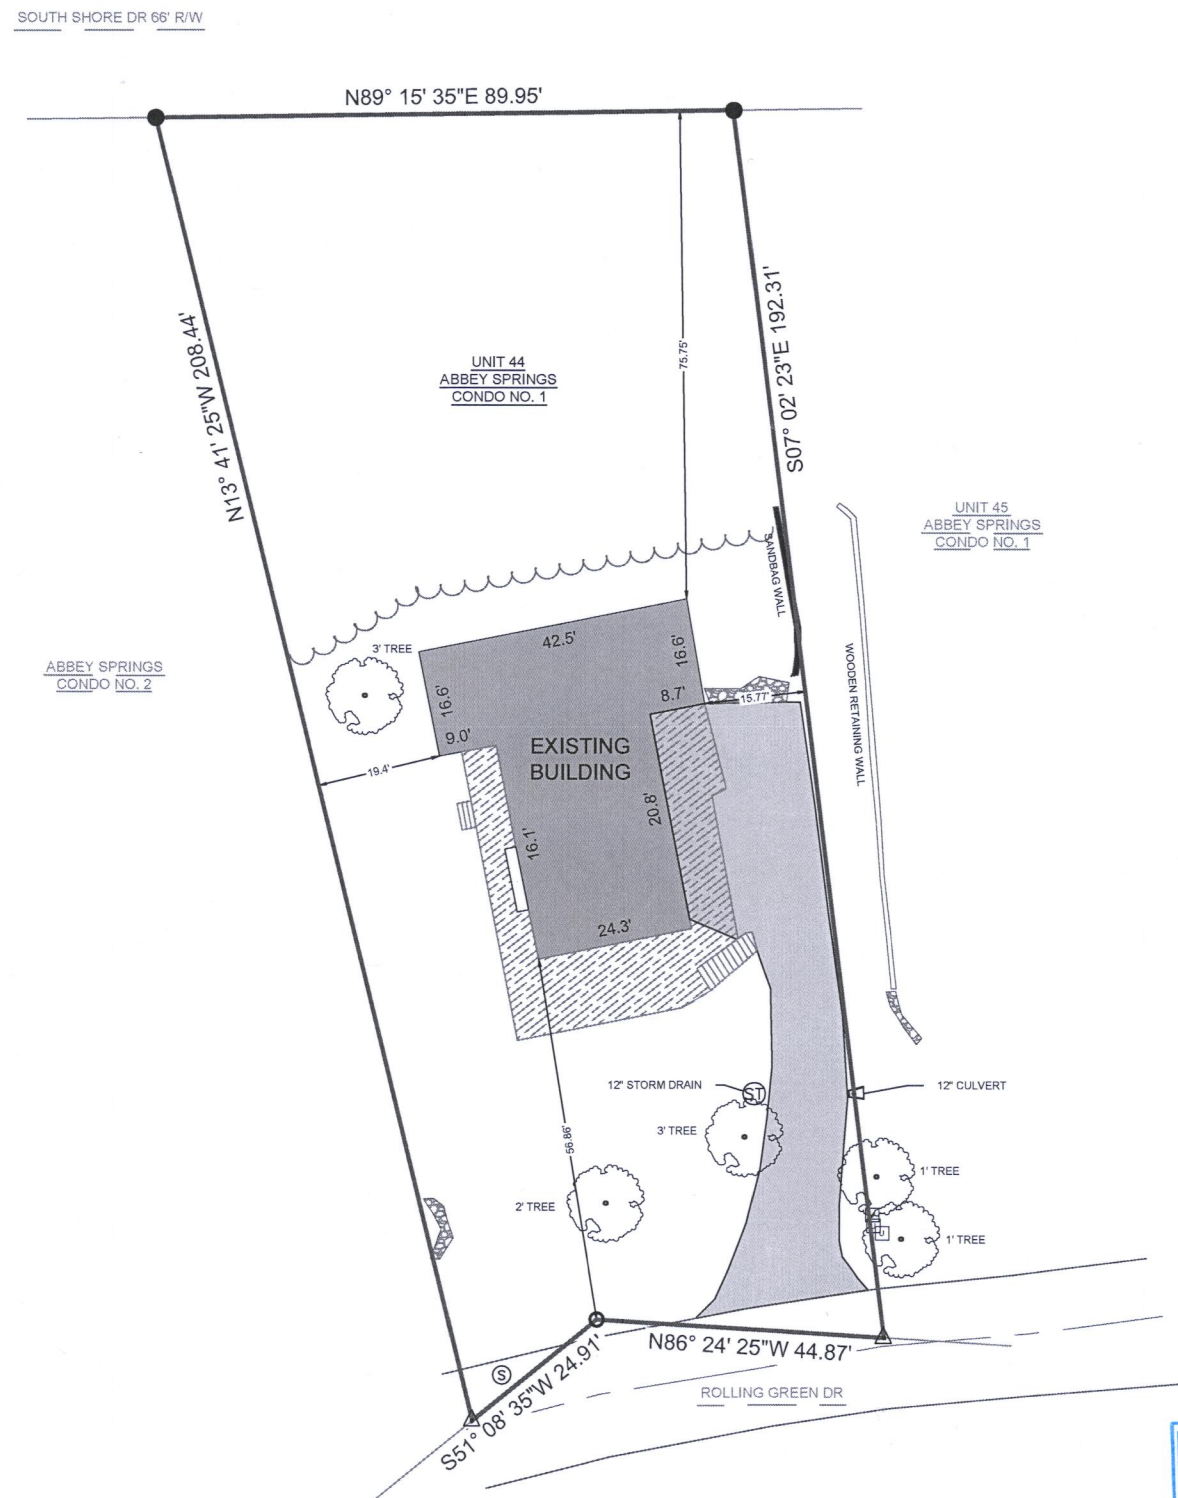 SOUTH SHORE DR 66' R/W
N89° 15' 35"E 89.95'
N13° 41' 25"W 208.44'
S07° 02' 23"E 192.31'
75.75'
UNIT 44
ABBEY SPRINGS
CONDO NO. 1
UNIT 45
ABBEY SPRINGS
CONDO NO. 1
SANDBAG WALL
42.5'
3' TREE
16.6'
16.6'
WOODEN RETAINING WALL
ABBEY SPRINGS
CONDO NO. 2
8.7'
15.77'
9.0'
EXISTING
BUILDING
19.4'
20.8'
16.1'
24.3'
12" STORM DRAIN
ST
12" CULVERT
3' TREE
56.86'
1' TREE
2' TREE
1' TREE
N86° 24' 25"W 44.87'
S
S51° 08' 35"W 24.91'
ROLLING GREEN DR